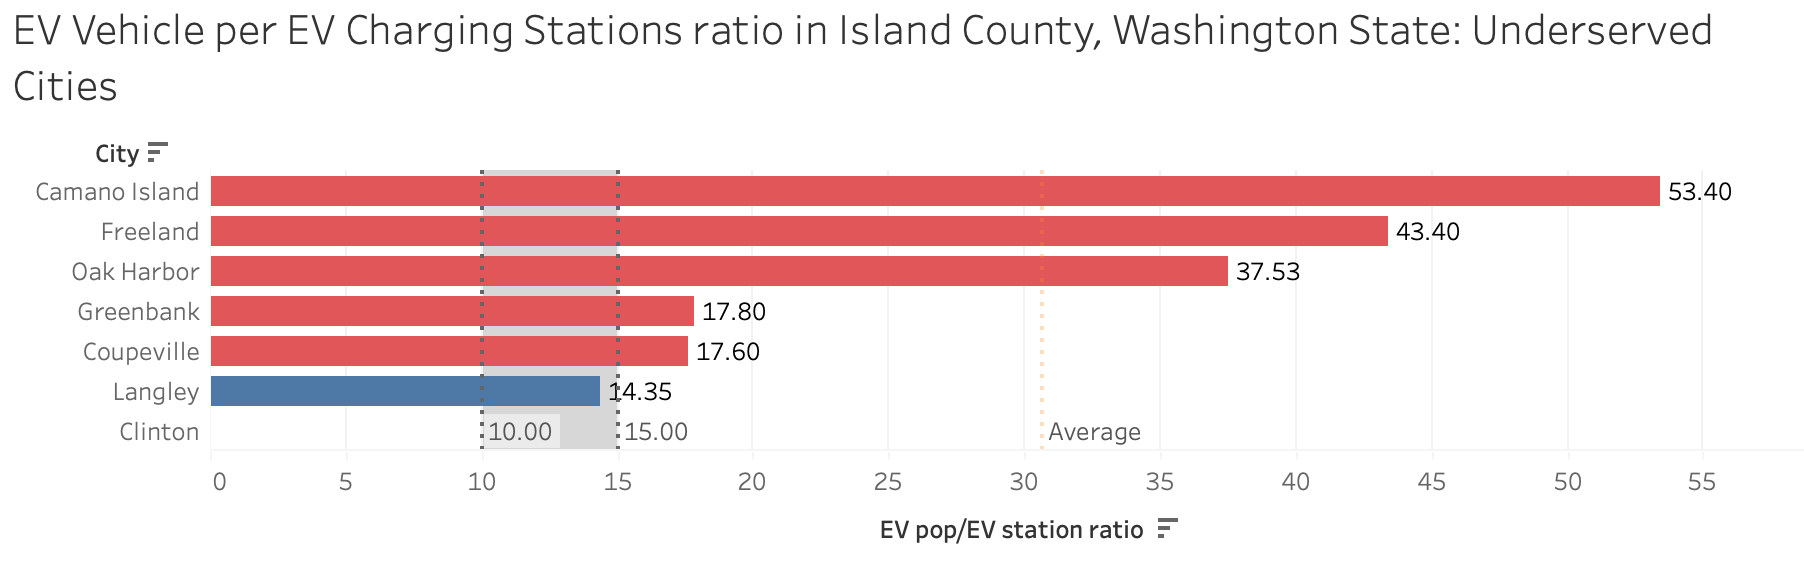 EV Vehicle per EV Charging Stations ratio in Island County, Washington State: Underserved
Cities
City
Camano Island 53.40
Freeland 43.40
Oak Harbor 37.53
Greenbank 17.80
Coupeville 17.60
Langley 14.35
Clinton 10.00 15.00 Average
0 5 10 15 20 25 30 35 40 45 50 55
EV pop/EV station ratio